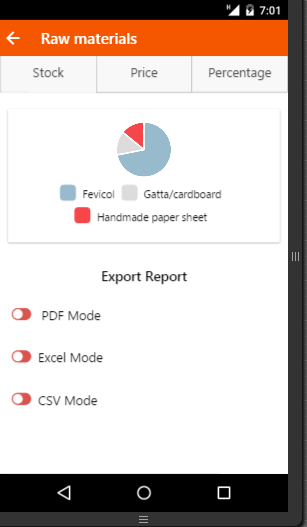 H 7:01
Raw materials
Stock Price Percentage
Fevicol Gatta/cardboard
Handmade paper sheet
Export Report
PDF Mode
Excel Mode
CSV Mode